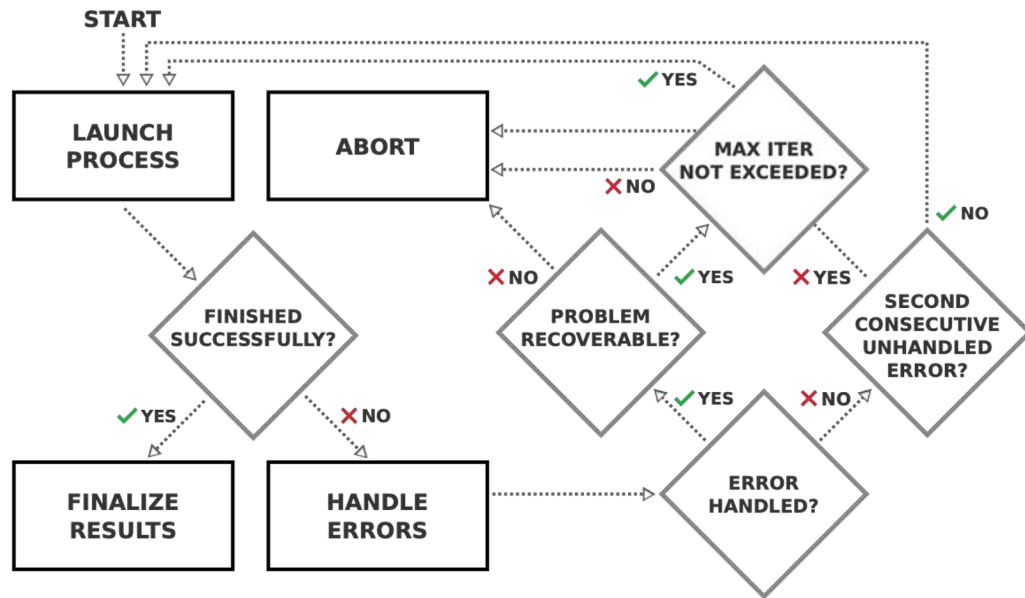 START
LAUNCH
PROCESS
ABORT
YES
MAX ITER
NOT EXCEEDED?
NO
NO
NO
YES
YES
FINISHED
SUCCESSFULLY?
PROBLEM
RECOVERABLE?
SECOND
CONSECUTIVE
UNHANDLED
ERROR?
YES
NO
YES
NO
FINALIZE
RESULTS
HANDLE
ERRORS
ERROR
HANDLED?